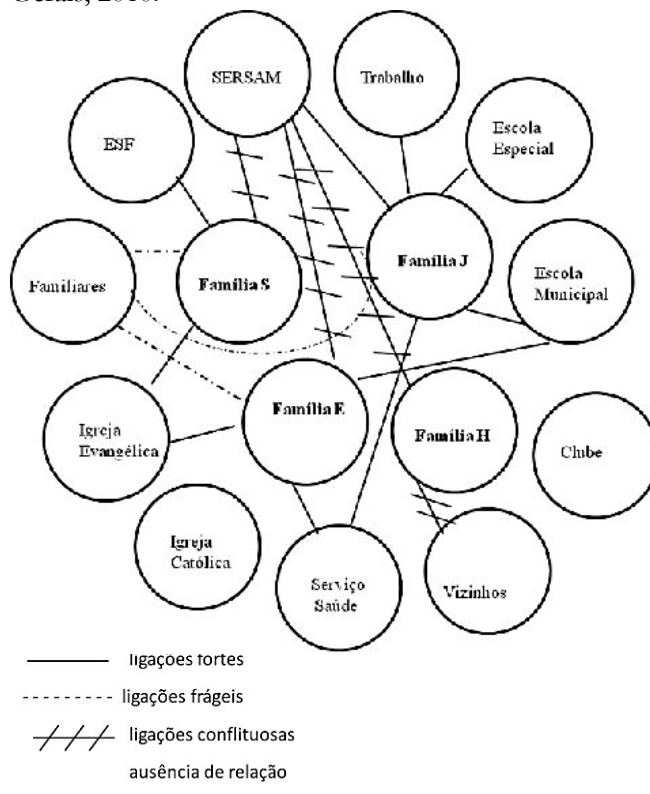 Gerais, 2010.
SERSAM
Trabalho
ESF
Escola
Especial
Familiares
Família S
Família J
Escola
Municipal
Família E
Igreja
Evangélica
Família H
Clube
Igreja
Católica
Serviço
Saúde
Vizinhos
ligações fortes
ligações frágeis
ligações conflituosas
ausência de relação